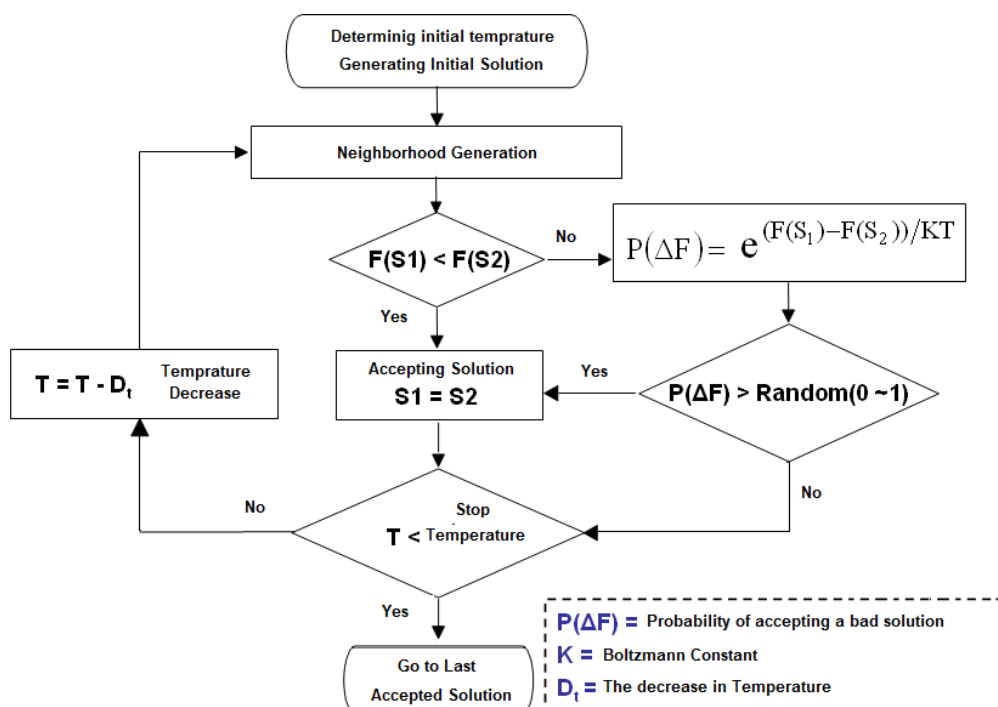 Determining initial temprature
Generating Initial Solution
Neighborhood Generation
F(S1) < F(S2)
No
P(ΔF) = e^(F(S₁)−F(S₂))/KT
Yes
T = T - Dₜ Temprature
Decrease
Accepting Solution
S1 = S2
Yes
P(ΔF) > Random(0 ~1)
No
No
Stop
T < Temperature
Yes
P(ΔF) = Probability of accepting a bad solution
K = Boltzmann Constant
Dₜ = The decrease in Temperature
Go to Last
Accepted Solution